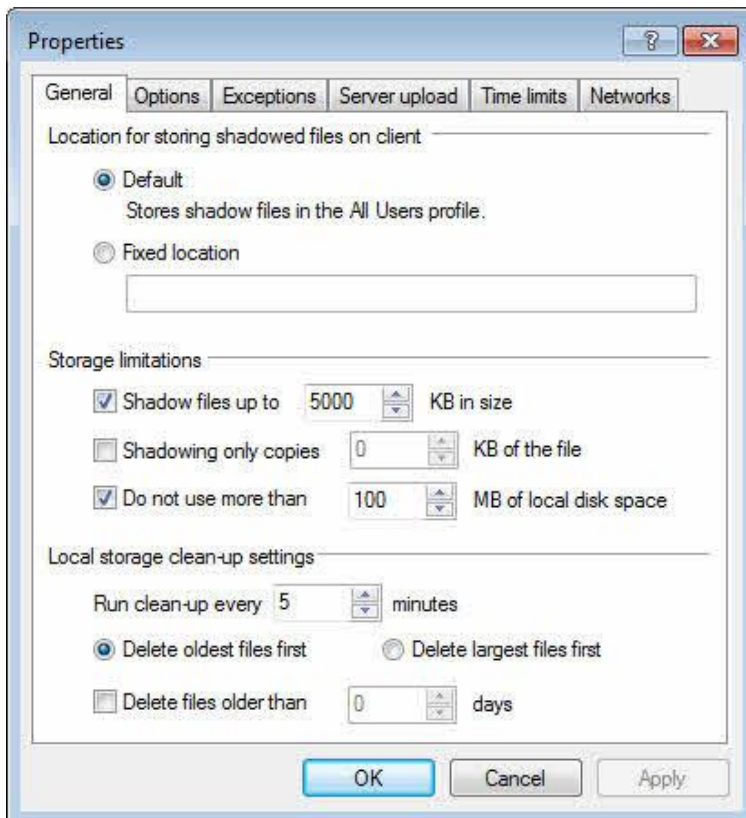 Properties
General Options Exceptions Server upload Time limits Networks
Location for storing shadowed files on client
Default
Stores shadow files in the All Users profile.
Fixed location
Storage limitations
Shadow files up to 5000 KB in size
Shadowing only copies 0 KB of the file
Do not use more than 100 MB of local disk space
Local storage clean-up settings
Run clean-up every 5 minutes
Delete oldest files first Delete largest files first
Delete files older than 0 days
OK Cancel Apply